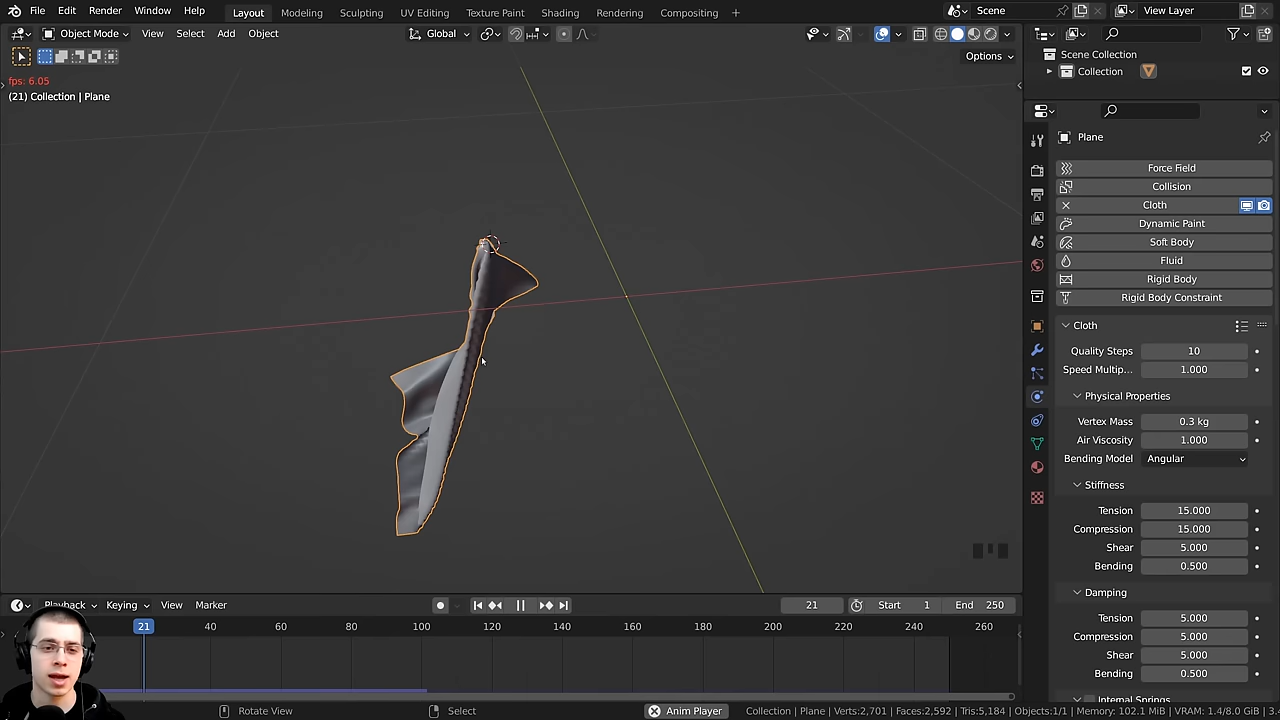 File Edit Render Window Help
Layout Modeling Sculpting UV Editing Texture Paint Shading Rendering Compositing +
Scene
View Layer
Object Mode View Select Add Object
Global
Options
fps: 6.05
(21) Collection | Plane
Scene Collection
Collection
Plane
Force Field
Collision
Cloth
Dynamic Paint
Soft Body
Fluid
Rigid Body
Rigid Body Constraint
Cloth
Quality Steps 10
Speed Multip... 1.000
Physical Properties
Vertex Mass 0.3 kg
Air Viscosity 1.000
Bending Model Angular
Stiffness
Tension 15.000
Compression 15.000
Shear 5.000
Bending 0.500
Damping
Tension 5.000
Compression 5.000
Shear 5.000
Bending 5.000
Internal Springs
Playback Keying View Marker
21 Start 1 End 250
21 40 60 80 100 120 140 160 180 200 220 240 260
Rotate View Select Anim Player Collection | Plane | Verts:2,701 | Faces:2,592 | Tris:5,184 | Objects:1/1 | Memory: 102.1 MiB | VRAM: 1.4/8.0 GiB | 3.